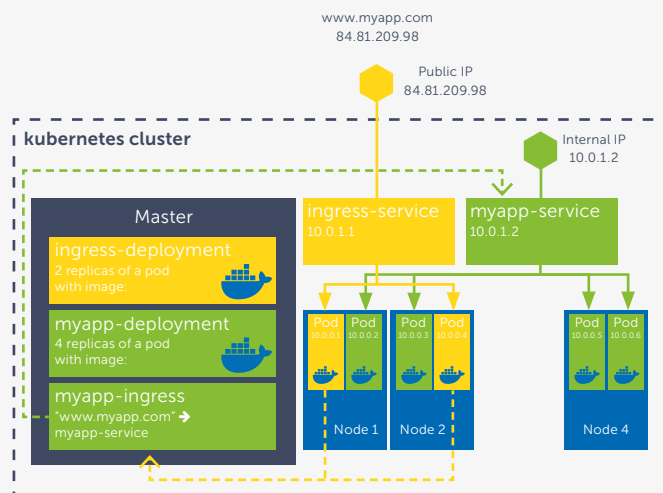 www.myapp.com
84.81.209.98
Public IP
84.81.209.98
kubernetes cluster
Internal IP
10.0.1.2
Master
ingress-deployment
2 replicas of a pod
with image:
myapp-deployment
4 replicas of a pod
with image:
myapp-ingress
"www.myapp.com" →
myapp-service
ingress-service
10.0.1.1
myapp-service
10.0.1.2
Pod
10.0.0.1
Pod
10.0.0.2
Node 1
Pod
10.0.0.3
Pod
10.0.0.4
Node 2
Pod
10.0.0.5
Pod
10.0.0.6
Node 4